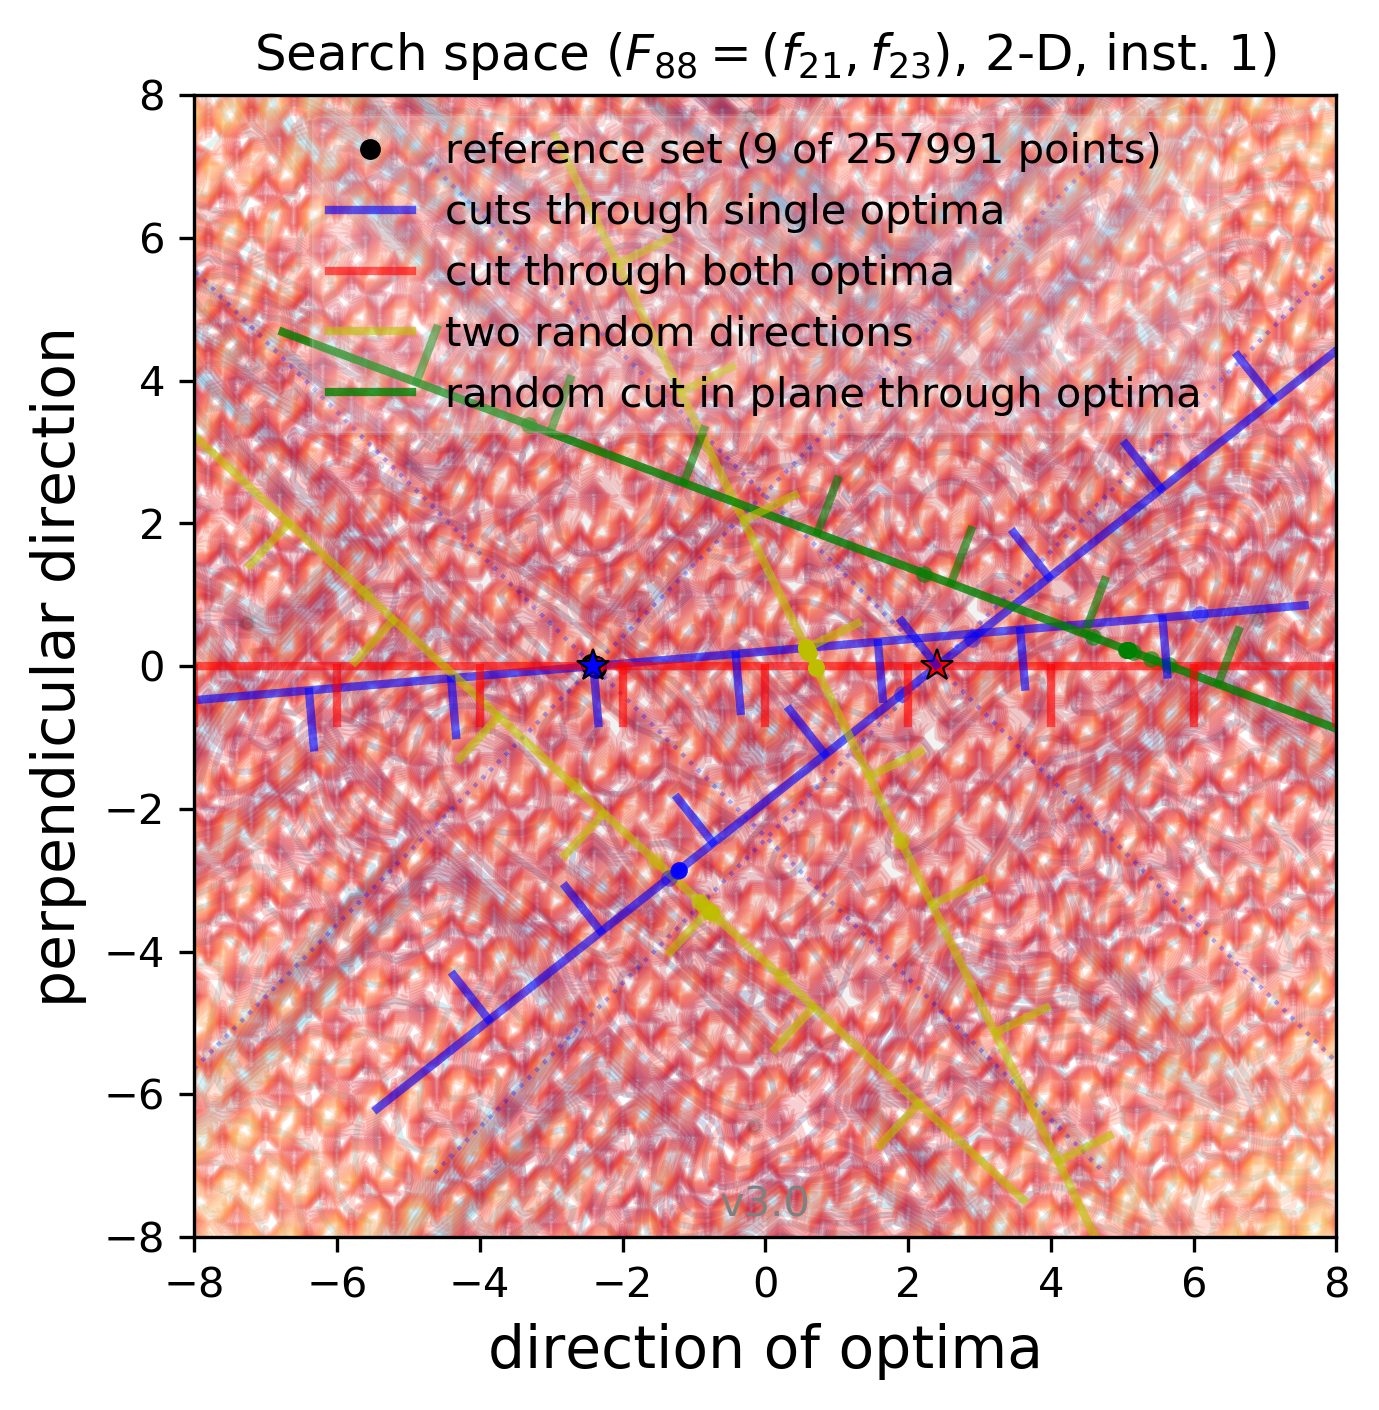 Search space (F₈₈ = (f₂₁, f₂₃), 2-D, inst. 1)
reference set (9 of 257991 points)
cuts through single optima
cut through both optima
two random directions
random cut in plane through optima
perpendicular direction
8
6
4
2
0
−2
−4
−6
−8
v3.0
−8 −6 −4 −2 0 2 4 6 8
direction of optima